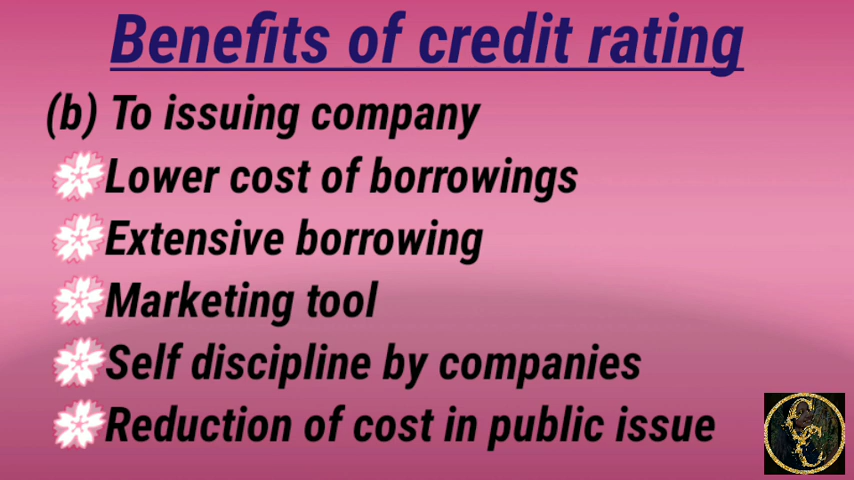 Benefits of credit rating
(b) To issuing company
Lower cost of borrowings
Extensive borrowing
Marketing tool
Self discipline by companies
Reduction of cost in public issue